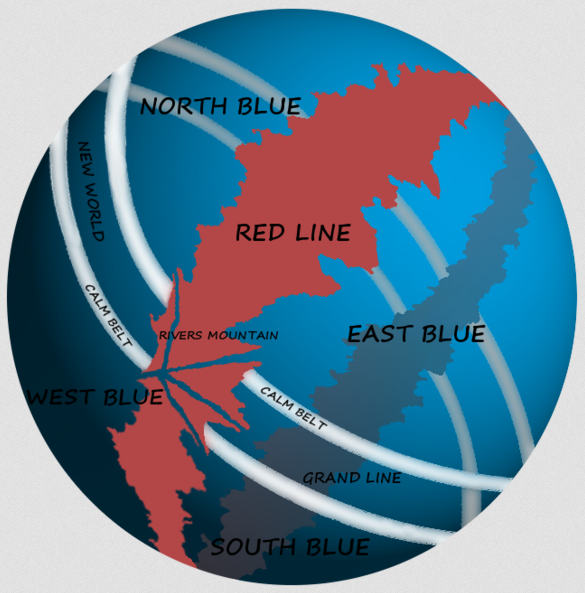 NORTH BLUE
NEW WORLD
RED LINE
CALM BELT
RIVERS MOUNTAIN
EAST BLUE
WEST BLUE
CALM BELT
GRAND LINE
SOUTH BLUE